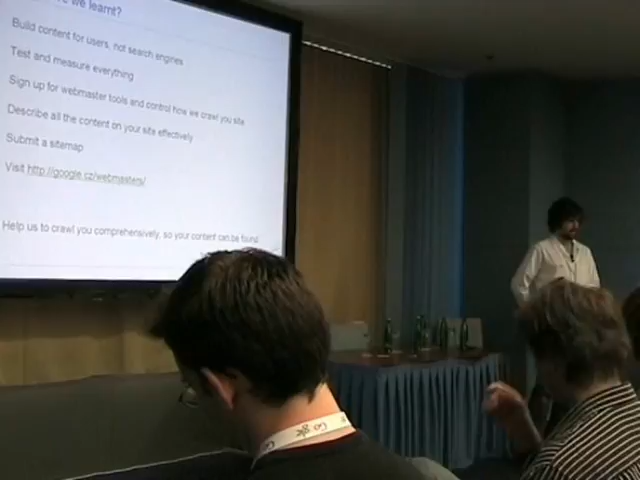 we learnt?
Build content for users, not search engines
Test and measure everything
Sign up for webmaster tools and control how we crawl you site
Describe all the content on your site effectively
Submit a sitemap
Visit http://google.cz/webmasters/
Help us to crawl you comprehensively, so your content can be found